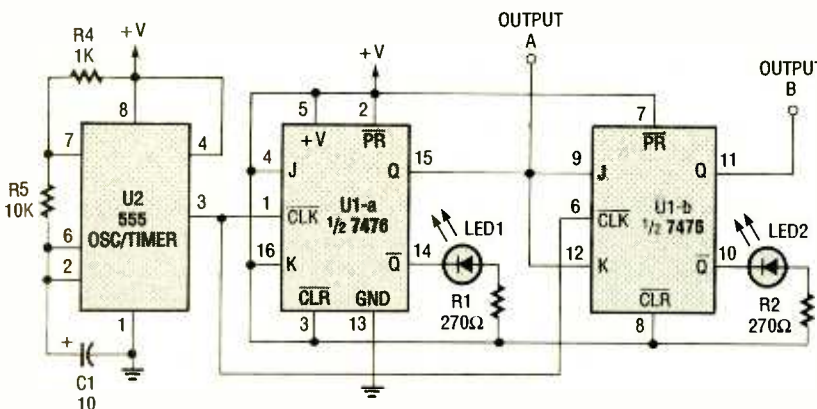 OUTPUT
A
OUTPUT
B
R4
1K
+V
8
7
4
U2
555
OSC/TIMER
3
R5
10K
6
2
1
+
C1
10
+V
5
2
+V
PR
4
J
Q
15
U1-a
1/2 7476
1
CLK
16
K
Q
14
LED1
CLR
GND
3
13
R1
270Ω
7
PR
9
J
Q
11
6
U1-b
1/2 7476
CLK
12
K
Q
10
LED2
CLR
8
R2
270Ω